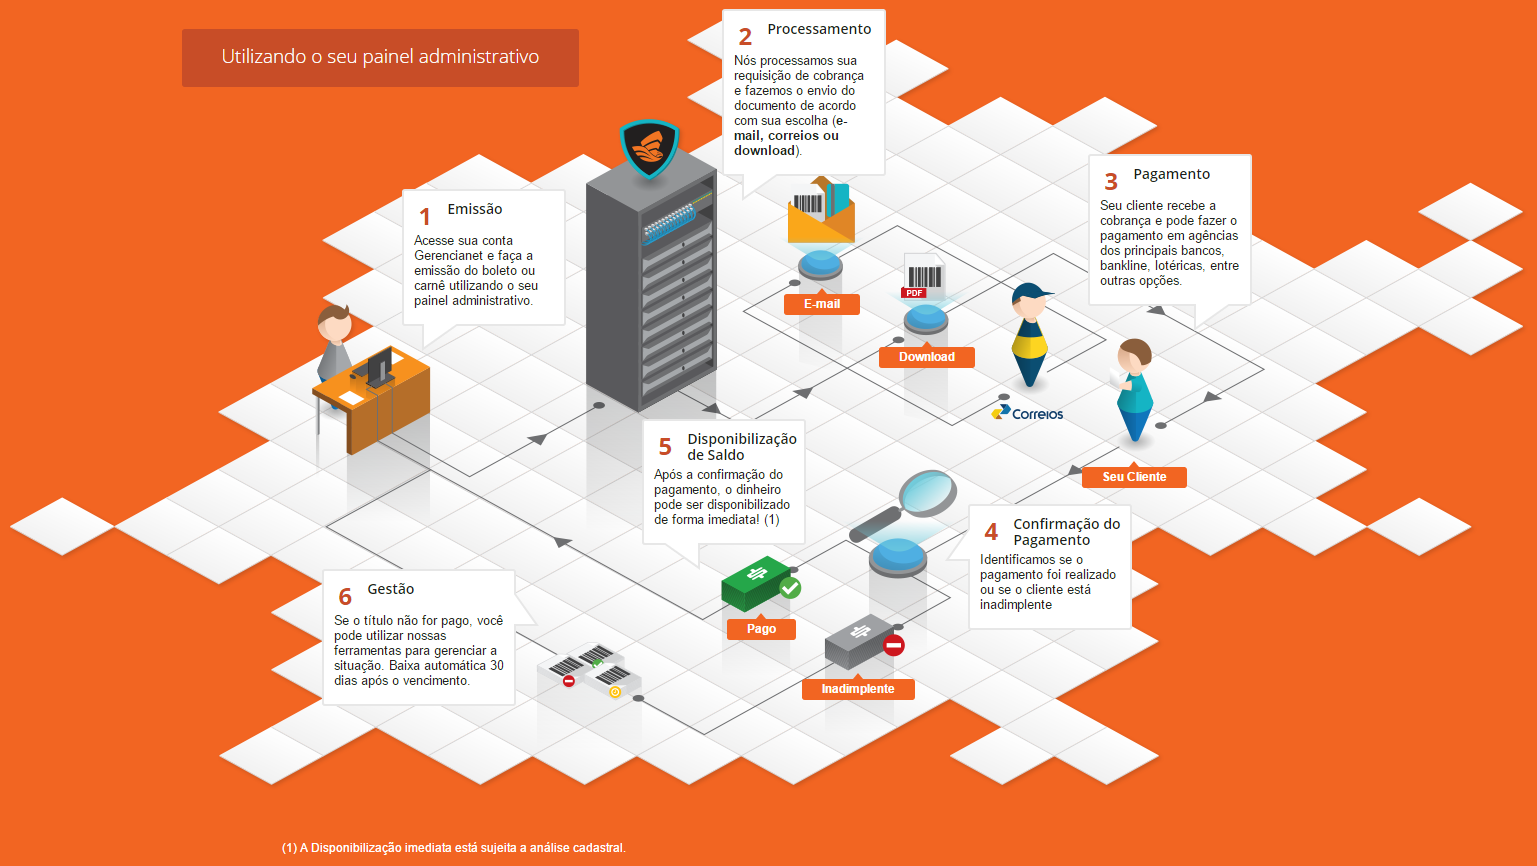 Utilizando o seu painel administrativo
2 Processamento
Nós processamos sua
requisição de cobrança
e fazemos o envio do
documento de acordo
com sua escolha (e-
mail, correios ou
download).
3 Pagamento
Seu cliente recebe a
cobrança e pode fazer o
pagamento em agências
dos principais bancos,
bankline, lotéricas, entre
outras opções.
1 Emissão
Acesse sua conta
Gerencianet e faça a
emissão do boleto ou
carnê utilizando o seu
painel administrativo.
E-mail
PDF
Download
Correios
Seu Cliente
5 Disponibilização
de Saldo
Após a confirmação do
pagamento, o dinheiro
pode ser disponibilizado
de forma imediata! (1)
4 Confirmação do
Pagamento
Identificamos se o
pagamento foi realizado
ou se o cliente está
inadimplente
6 Gestão
Se o título não for pago, você
pode utilizar nossas
ferramentas para gerenciar a
situação. Baixa automática 30
dias após o vencimento.
Pago
Inadimplente
(1) A Disponibilização imediata está sujeita a análise cadastral.